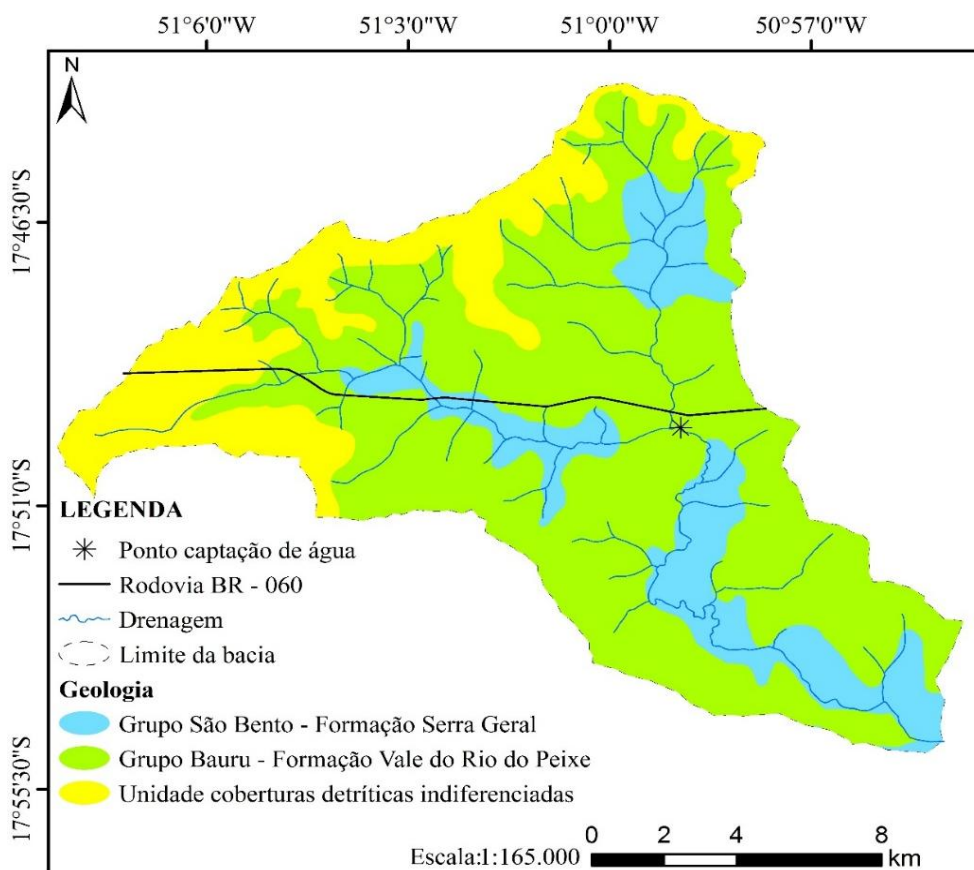 51°6'0"W 51°3'0"W 51°0'0"W 50°57'0"W
N
17°46'30"S
17°51'0"S
17°55'30"S
LEGENDA
Ponto captação de água
Rodovia BR - 060
Drenagem
Limite da bacia
Geologia
Grupo São Bento - Formação Serra Geral
Grupo Bauru - Formação Vale do Rio do Peixe
Unidade coberturas detríticas indiferenciadas
Escala:1:165.000
0 2 4 8
km